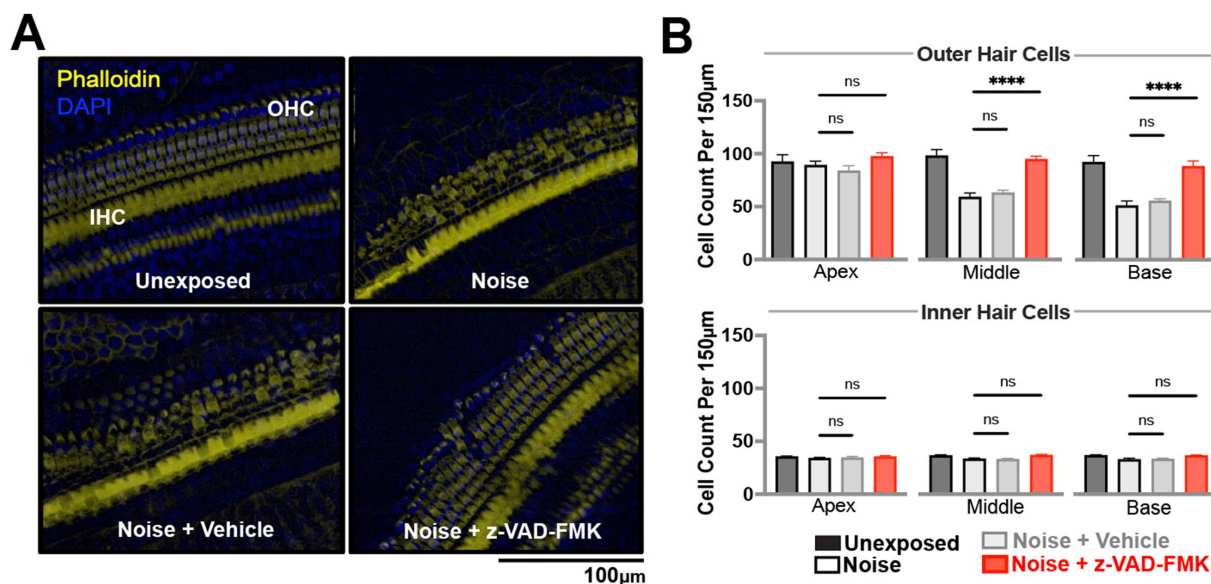 A
Phalloidin
DAPI
OHC
IHC
Unexposed
Noise
Noise + Vehicle
Noise + z-VAD-FMK
100µm
B
Outer Hair Cells
Cell Count Per 150µm
150
100
50
0
ns
ns
Apex
****
ns
Middle
****
ns
Base
Inner Hair Cells
Cell Count Per 150µm
150
100
50
0
ns
ns
Apex
ns
ns
Middle
ns
ns
Base
Unexposed
Noise
Noise + Vehicle
Noise + z-VAD-FMK